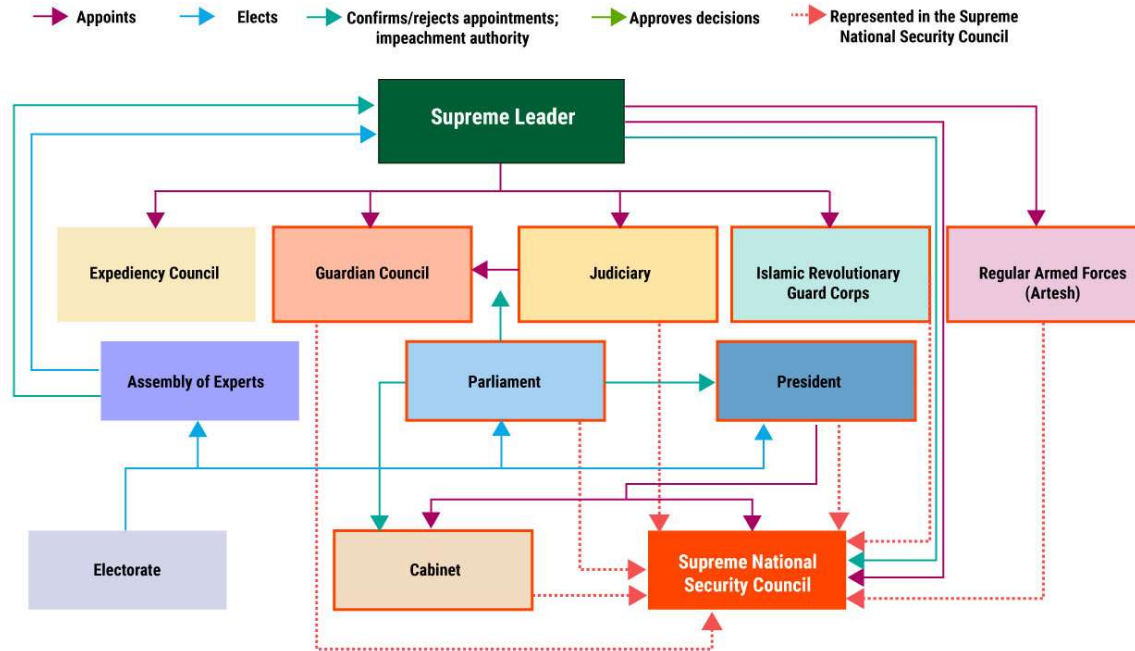 Appoints
Elects
Confirms/rejects appointments;
impeachment authority
Approves decisions
Represented in the Supreme
National Security Council
Supreme Leader
Expediency Council
Guardian Council
Judiciary
Islamic Revolutionary
Guard Corps
Regular Armed Forces
(Artesh)
Assembly of Experts
Parliament
President
Electorate
Cabinet
Supreme National
Security Council